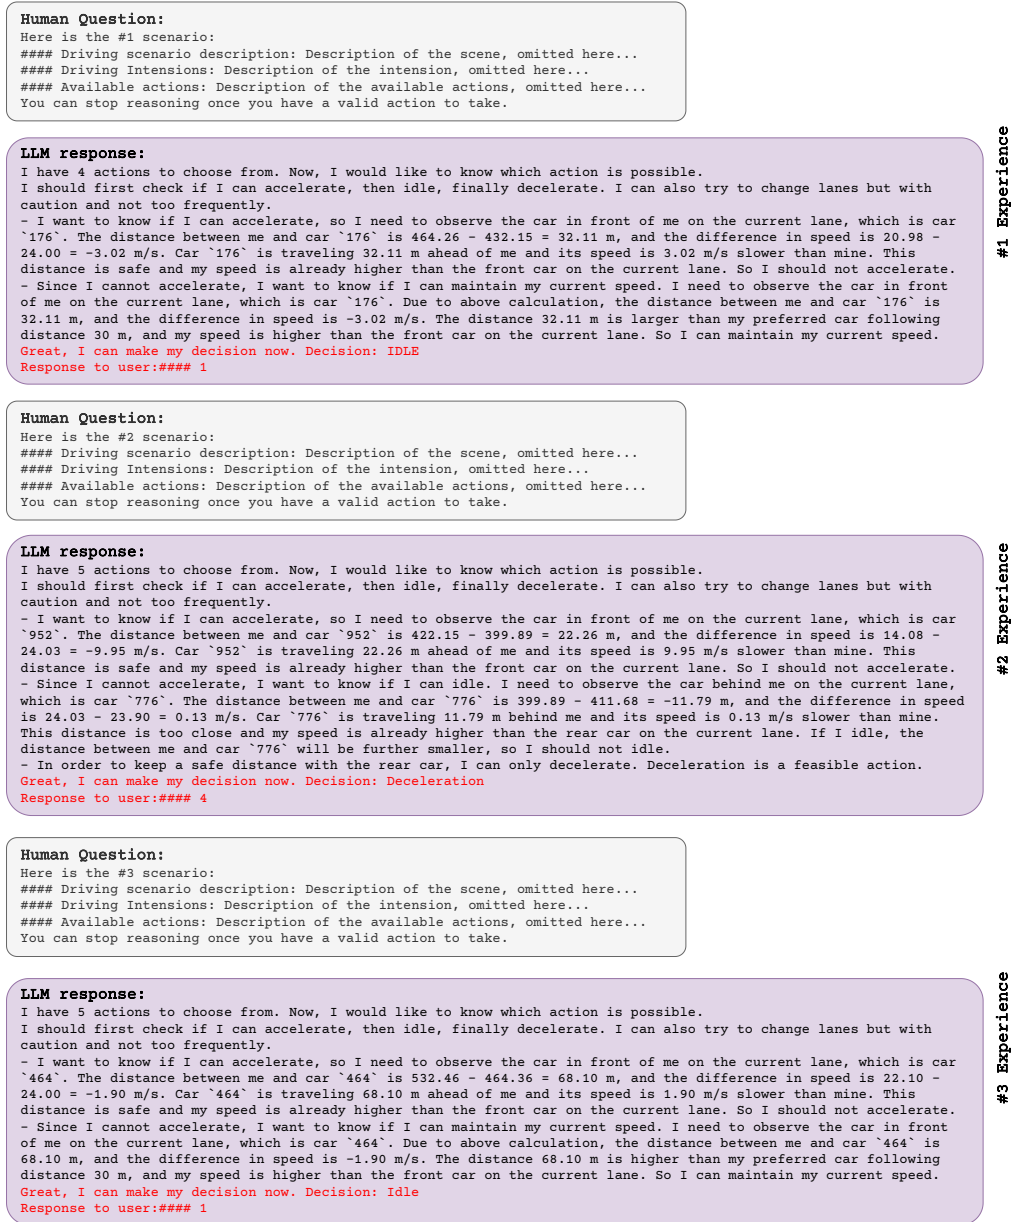 Human Question:
Here is the #1 scenario:
#### Driving scenario description: Description of the scene, omitted here...
#### Driving Intensions: Description of the intension, omitted here...
#### Available actions: Description of the available actions, omitted here...
You can stop reasoning once you have a valid action to take.
#1 Experience
LLM response:
I have 4 actions to choose from. Now, I would like to know which action is possible.
I should first check if I can accelerate, then idle, finally decelerate. I can also try to change lanes but with
caution and not too frequently.
- I want to know if I can accelerate, so I need to observe the car in front of me on the current lane, which is car
`176`. The distance between me and car `176` is 464.26 - 432.15 = 32.11 m, and the difference in speed is 20.98 -
24.00 = -3.02 m/s. Car `176` is traveling 32.11 m ahead of me and its speed is 3.02 m/s slower than mine. This
distance is safe and my speed is already higher than the front car on the current lane. So I should not accelerate.
- Since I cannot accelerate, I want to know if I can maintain my current speed. I need to observe the car in front
of me on the current lane, which is car `176`. Due to above calculation, the distance between me and car `176` is
32.11 m, and the difference in speed is -3.02 m/s. The distance 32.11 m is larger than my preferred car following
distance 30 m, and my speed is higher than the front car on the current lane. So I can maintain my current speed.
Great, I can make my decision now. Decision: IDLE
Response to user:#### 1
Human Question:
Here is the #2 scenario:
#### Driving scenario description: Description of the scene, omitted here...
#### Driving Intensions: Description of the intension, omitted here...
#### Available actions: Description of the available actions, omitted here...
You can stop reasoning once you have a valid action to take.
#2 Experience
LLM response:
I have 5 actions to choose from. Now, I would like to know which action is possible.
I should first check if I can accelerate, then idle, finally decelerate. I can also try to change lanes but with
caution and not too frequently.
- I want to know if I can accelerate, so I need to observe the car in front of me on the current lane, which is car
`952`. The distance between me and car `952` is 422.15 - 399.89 = 22.26 m, and the difference in speed is 14.08 -
24.03 = -9.95 m/s. Car `952` is traveling 22.26 m ahead of me and its speed is 9.95 m/s slower than mine. This
distance is safe and my speed is already higher than the front car on the current lane. So I should not accelerate.
- Since I cannot accelerate, I want to know if I can idle. I need to observe the car behind me on the current lane,
which is car `776`. The distance between me and car `776` is 399.89 - 411.68 = -11.79 m, and the difference in speed
is 24.03 - 23.90 = 0.13 m/s. Car `776` is traveling 11.79 m behind me and its speed is 0.13 m/s slower than mine.
This distance is too close and my speed is already higher than the rear car on the current lane. If I idle, the
distance between me and car `776` will be further smaller, so I should not idle.
- In order to keep a safe distance with the rear car, I can only decelerate. Deceleration is a feasible action.
Great, I can make my decision now. Decision: Deceleration
Response to user:#### 4
Human Question:
Here is the #3 scenario:
#### Driving scenario description: Description of the scene, omitted here...
#### Driving Intensions: Description of the intension, omitted here...
#### Available actions: Description of the available actions, omitted here...
You can stop reasoning once you have a valid action to take.
#3 Experience
LLM response:
I have 5 actions to choose from. Now, I would like to know which action is possible.
I should first check if I can accelerate, then idle, finally decelerate. I can also try to change lanes but with
caution and not too frequently.
- I want to know if I can accelerate, so I need to observe the car in front of me on the current lane, which is car
`464`. The distance between me and car `464` is 532.46 - 464.36 = 68.10 m, and the difference in speed is 22.10 -
24.00 = -1.90 m/s. Car `464` is traveling 68.10 m ahead of me and its speed is 1.90 m/s slower than mine. This
distance is safe and my speed is already higher than the front car on the current lane. So I should not accelerate.
- Since I cannot accelerate, I want to know if I can maintain my current speed. I need to observe the car in front
of me on the current lane, which is car `464`. Due to above calculation, the distance between me and car `464` is
68.10 m, and the difference in speed is -1.90 m/s. The distance 68.10 m is higher than my preferred car following
distance 30 m, and my speed is higher than the front car on the current lane. So I can maintain my current speed.
Great, I can make my decision now. Decision: Idle
Response to user:#### 1